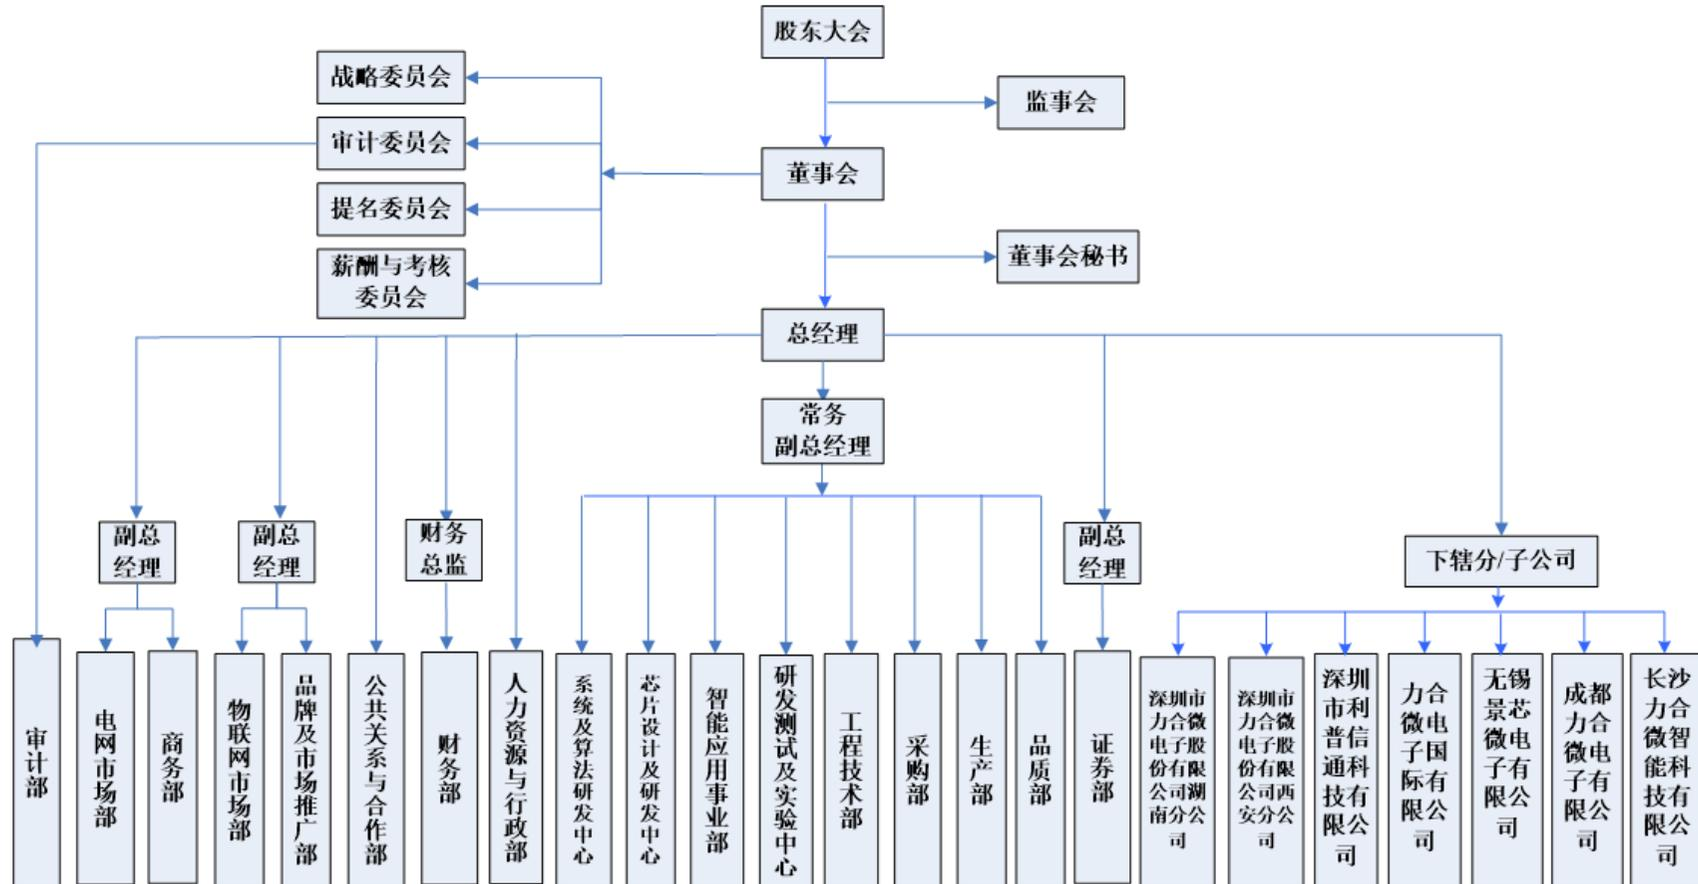 股东大会
战略委员会
监事会
审计委员会
董事会
提名委员会
董事会秘书
薪酬与考核
委员会
总经理
常务
副总经理
副总
经理
副总
经理
财务
总监
副总
经理
下辖分/子公司
审计部
电网市场部
商务部
物联网市场部
品牌及市场推广部
公共关系与合作部
财务部
人力资源与行政部
系统及算法研发中心
芯片设计及研发中心
智能应用事业部
研发测试及实验中心
工程技术部
采购部
生产部
品质部
证券部
深圳市
力合微
电子股
份有限
公司湖
南分公
司
深圳市
力合微
电子股
份有限
公司西
安分公
司
深圳
市利
普信
通科
技有
限公
司
力合
微电
子国
际有
限公
司
无锡
景芯
微电
子有
限公
司
成都
力合
微电
子有
限公
司
长沙
力合
微智
能科
技有
限公
司